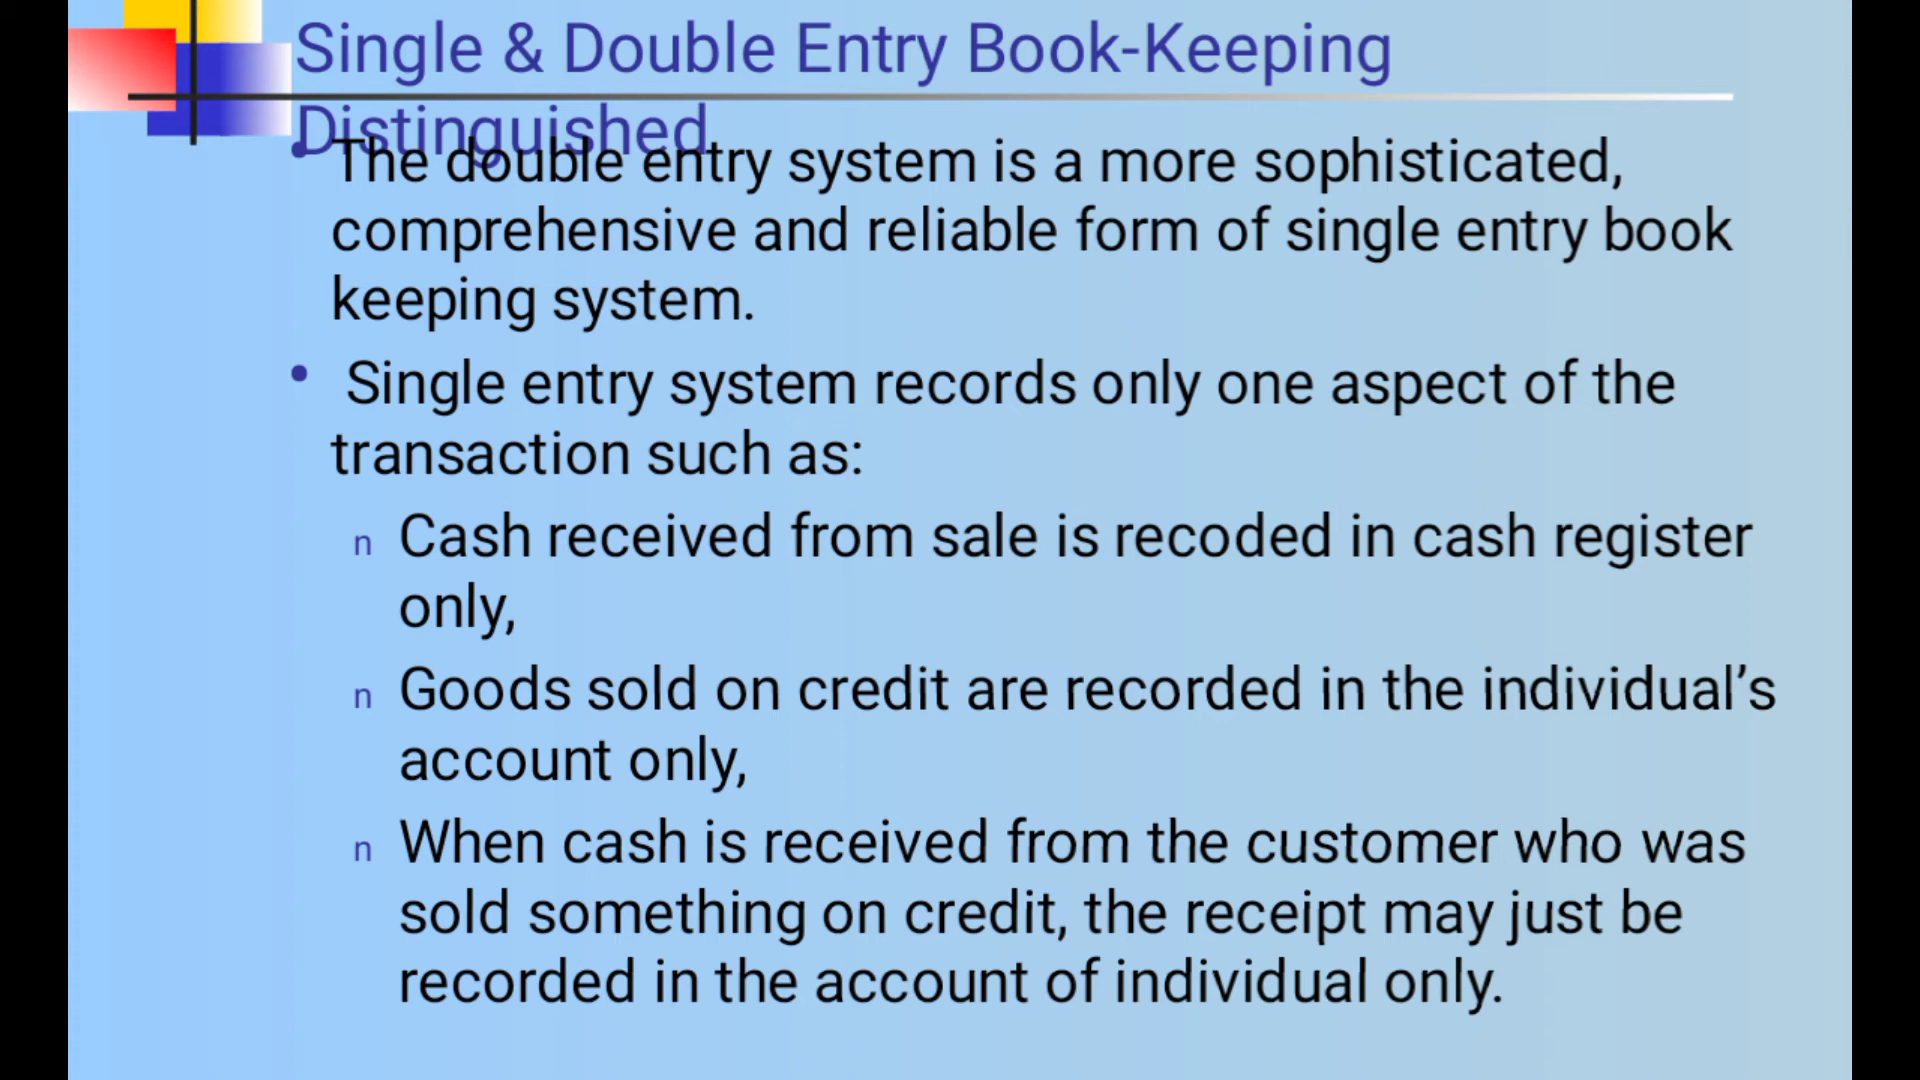 Single & Double Entry Book-Keeping
Distinguished
• The double entry system is a more sophisticated,
comprehensive and reliable form of single entry book
keeping system.
• Single entry system records only one aspect of the
transaction such as:
n Cash received from sale is recoded in cash register
only,
n Goods sold on credit are recorded in the individual’s
account only,
n When cash is received from the customer who was
sold something on credit, the receipt may just be
recorded in the account of individual only.